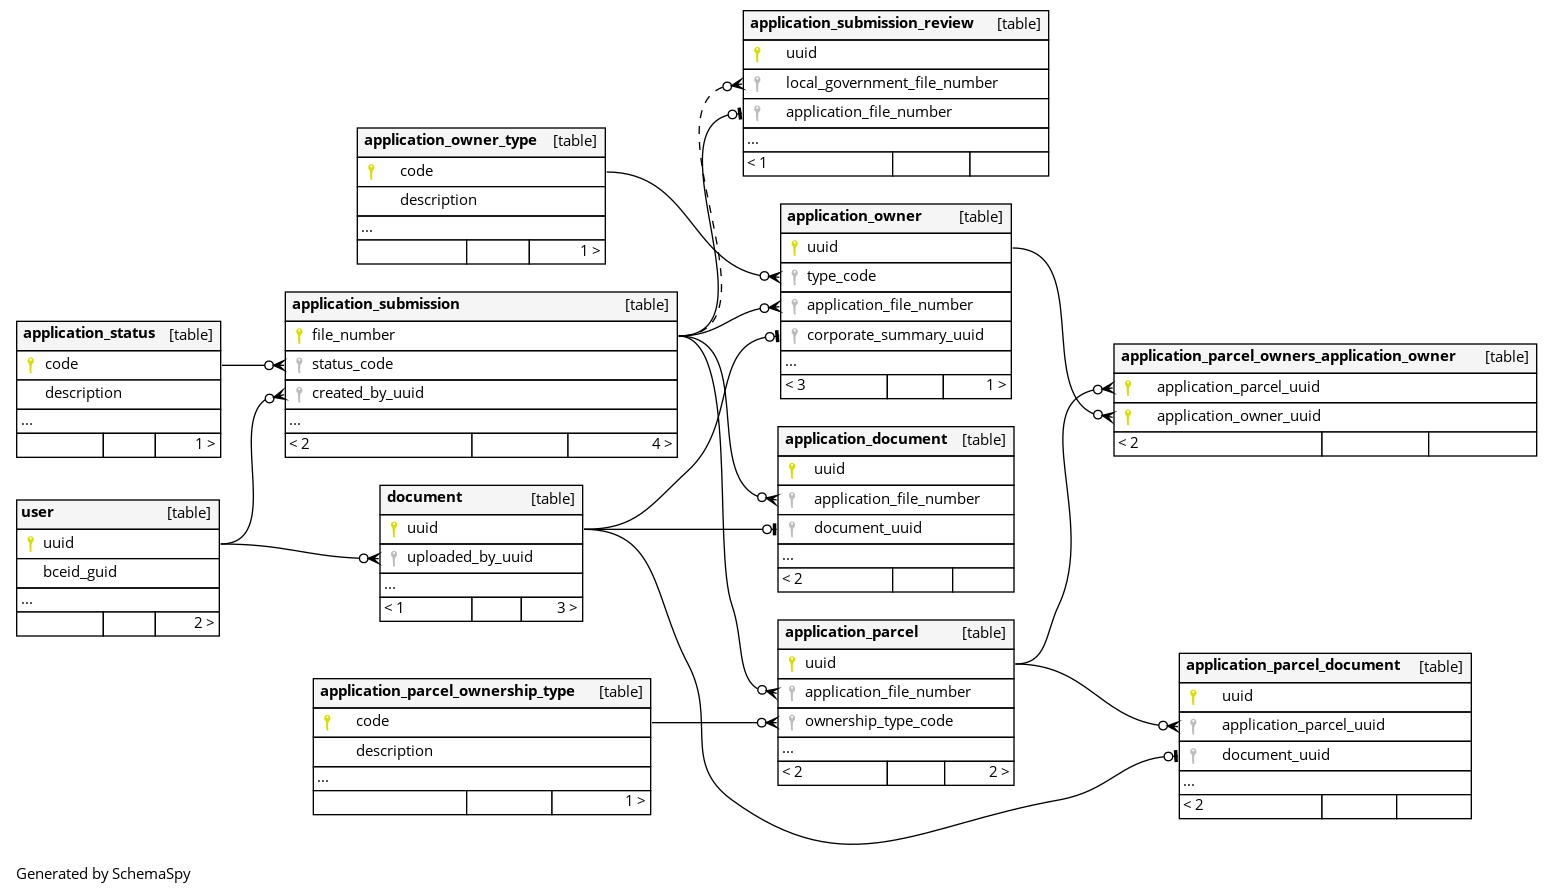 application_submission_review [table]
uuid
local_government_file_number
application_file_number
...
< 1
application_owner_type [table]
code
description
...
1 >
application_owner [table]
uuid
type_code
application_file_number
corporate_summary_uuid
...
< 3 1 >
application_submission [table]
file_number
status_code
created_by_uuid
...
< 2 4 >
application_status [table]
code
description
...
1 >
application_parcel_owners_application_owner [table]
application_parcel_uuid
application_owner_uuid
< 2
application_document [table]
uuid
application_file_number
document_uuid
...
< 2
user [table]
uuid
bceid_guid
...
2 >
document [table]
uuid
uploaded_by_uuid
...
< 1 3 >
application_parcel [table]
uuid
application_file_number
ownership_type_code
...
< 2 2 >
application_parcel_ownership_type [table]
code
description
...
1 >
application_parcel_document [table]
uuid
application_parcel_uuid
document_uuid
...
< 2
Generated by SchemaSpy